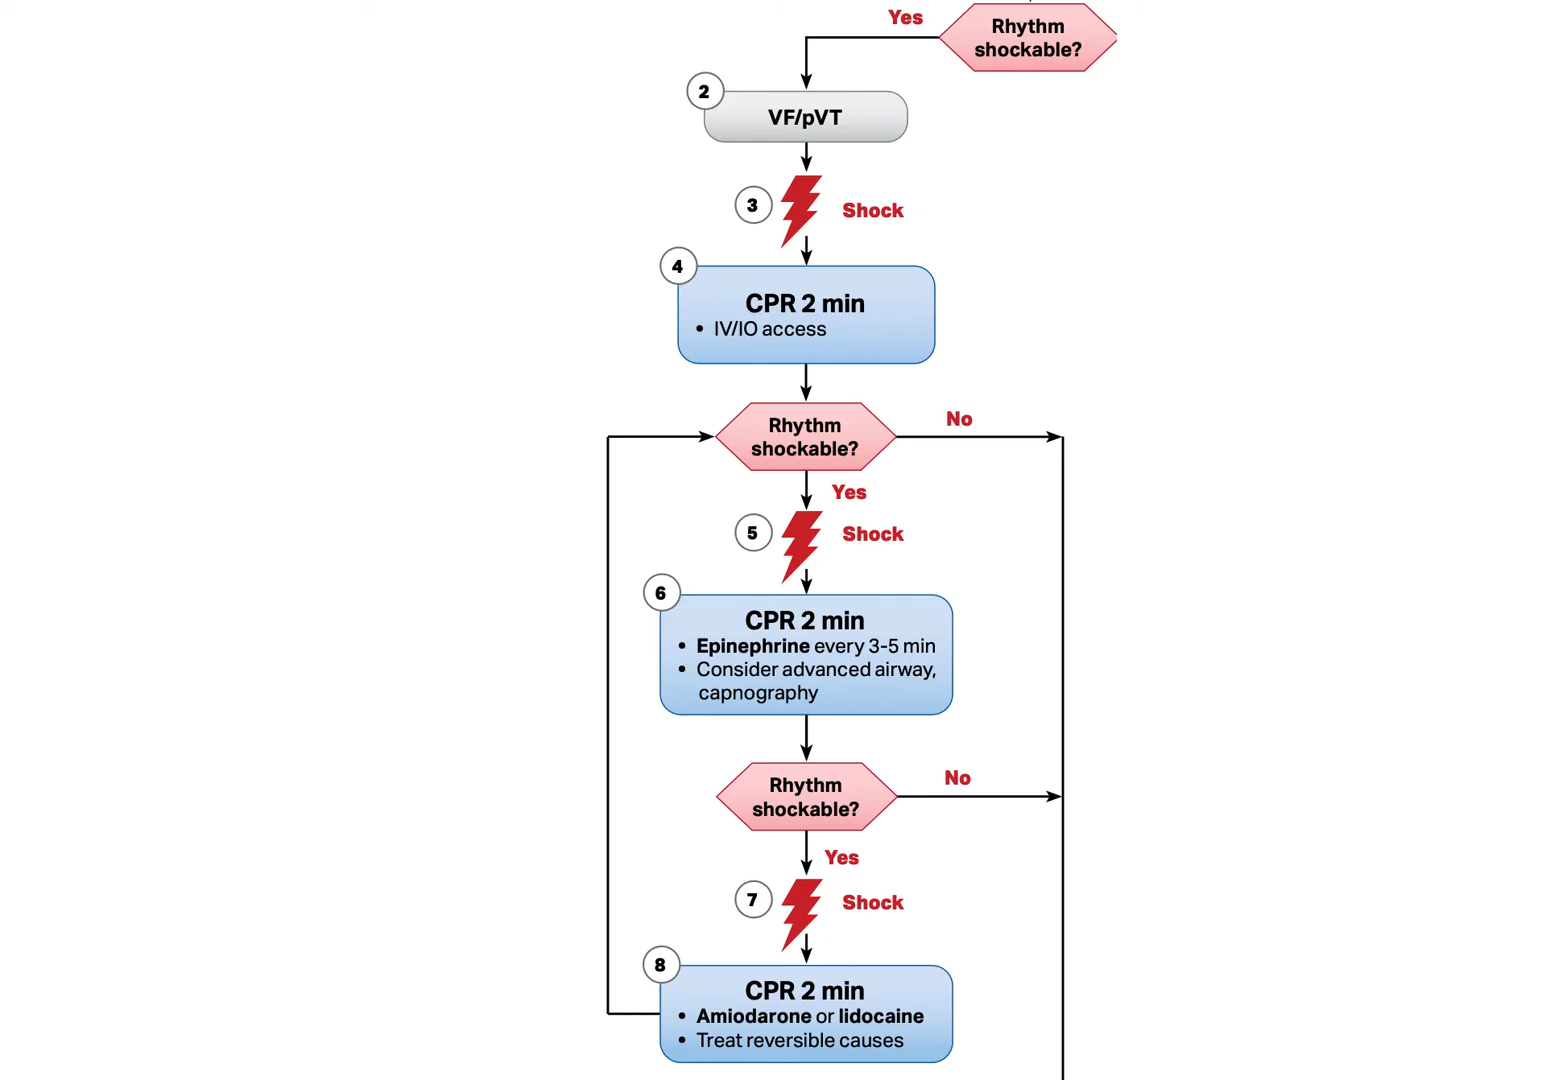 Yes
Rhythm
shockable?
2
VF/pVT
3
Shock
4
CPR 2 min
• IV/IO access
Rhythm
shockable?
No
Yes
5
Shock
6
CPR 2 min
• Epinephrine every 3-5 min
• Consider advanced airway,
capnography
Rhythm
shockable?
No
Yes
7
Shock
8
CPR 2 min
• Amiodarone or lidocaine
• Treat reversible causes